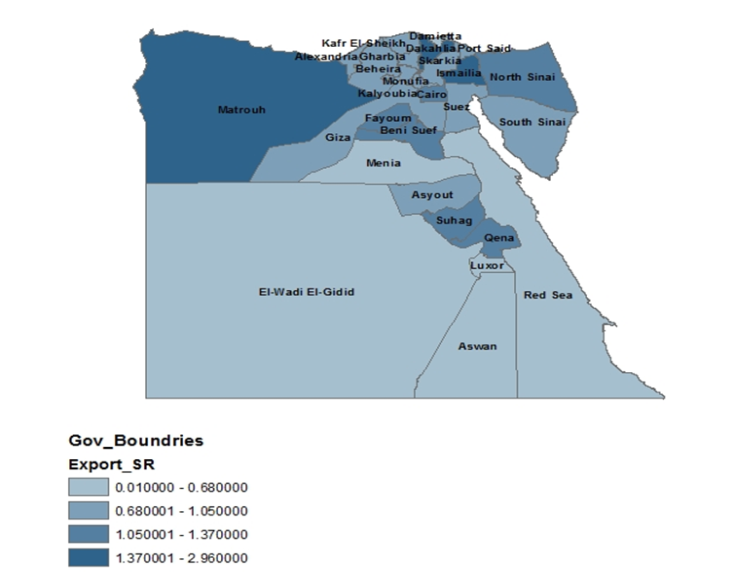 Damietta
Kafr El-Sheikh
Dakahlia Port Said
Alexandria Gharbia
Skarkia
Beheira
Ismailia
North Sinai
Monufia
Kalyoubia Cairo
Matrouh
Suez
Fayoum
South Sinai
Beni Suef
Giza
Menia
Asyout
Suhag
Qena
Luxor
El-Wadi El-Gidid
Red Sea
Aswan
Gov_Boundries
Export_SR
0.010000 - 0.680000
0.680001 - 1.050000
1.050001 - 1.370000
1.370001 - 2.960000